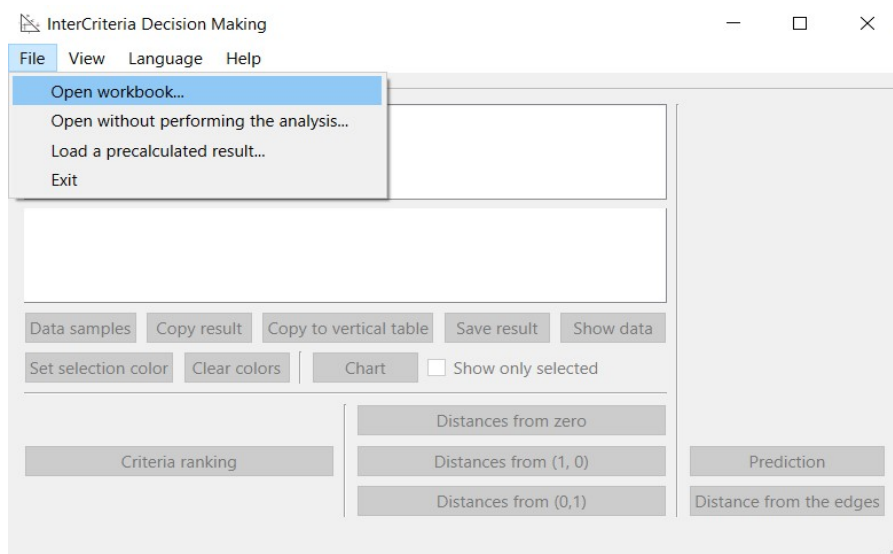 InterCriteria Decision Making
File View Language Help
Open workbook...
Open without performing the analysis...
Load a precalculated result...
Exit
Data samples Copy result Copy to vertical table Save result Show data
Set selection color Clear colors Chart Show only selected
Distances from zero
Criteria ranking Distances from (1, 0) Prediction
Distances from (0,1) Distance from the edges